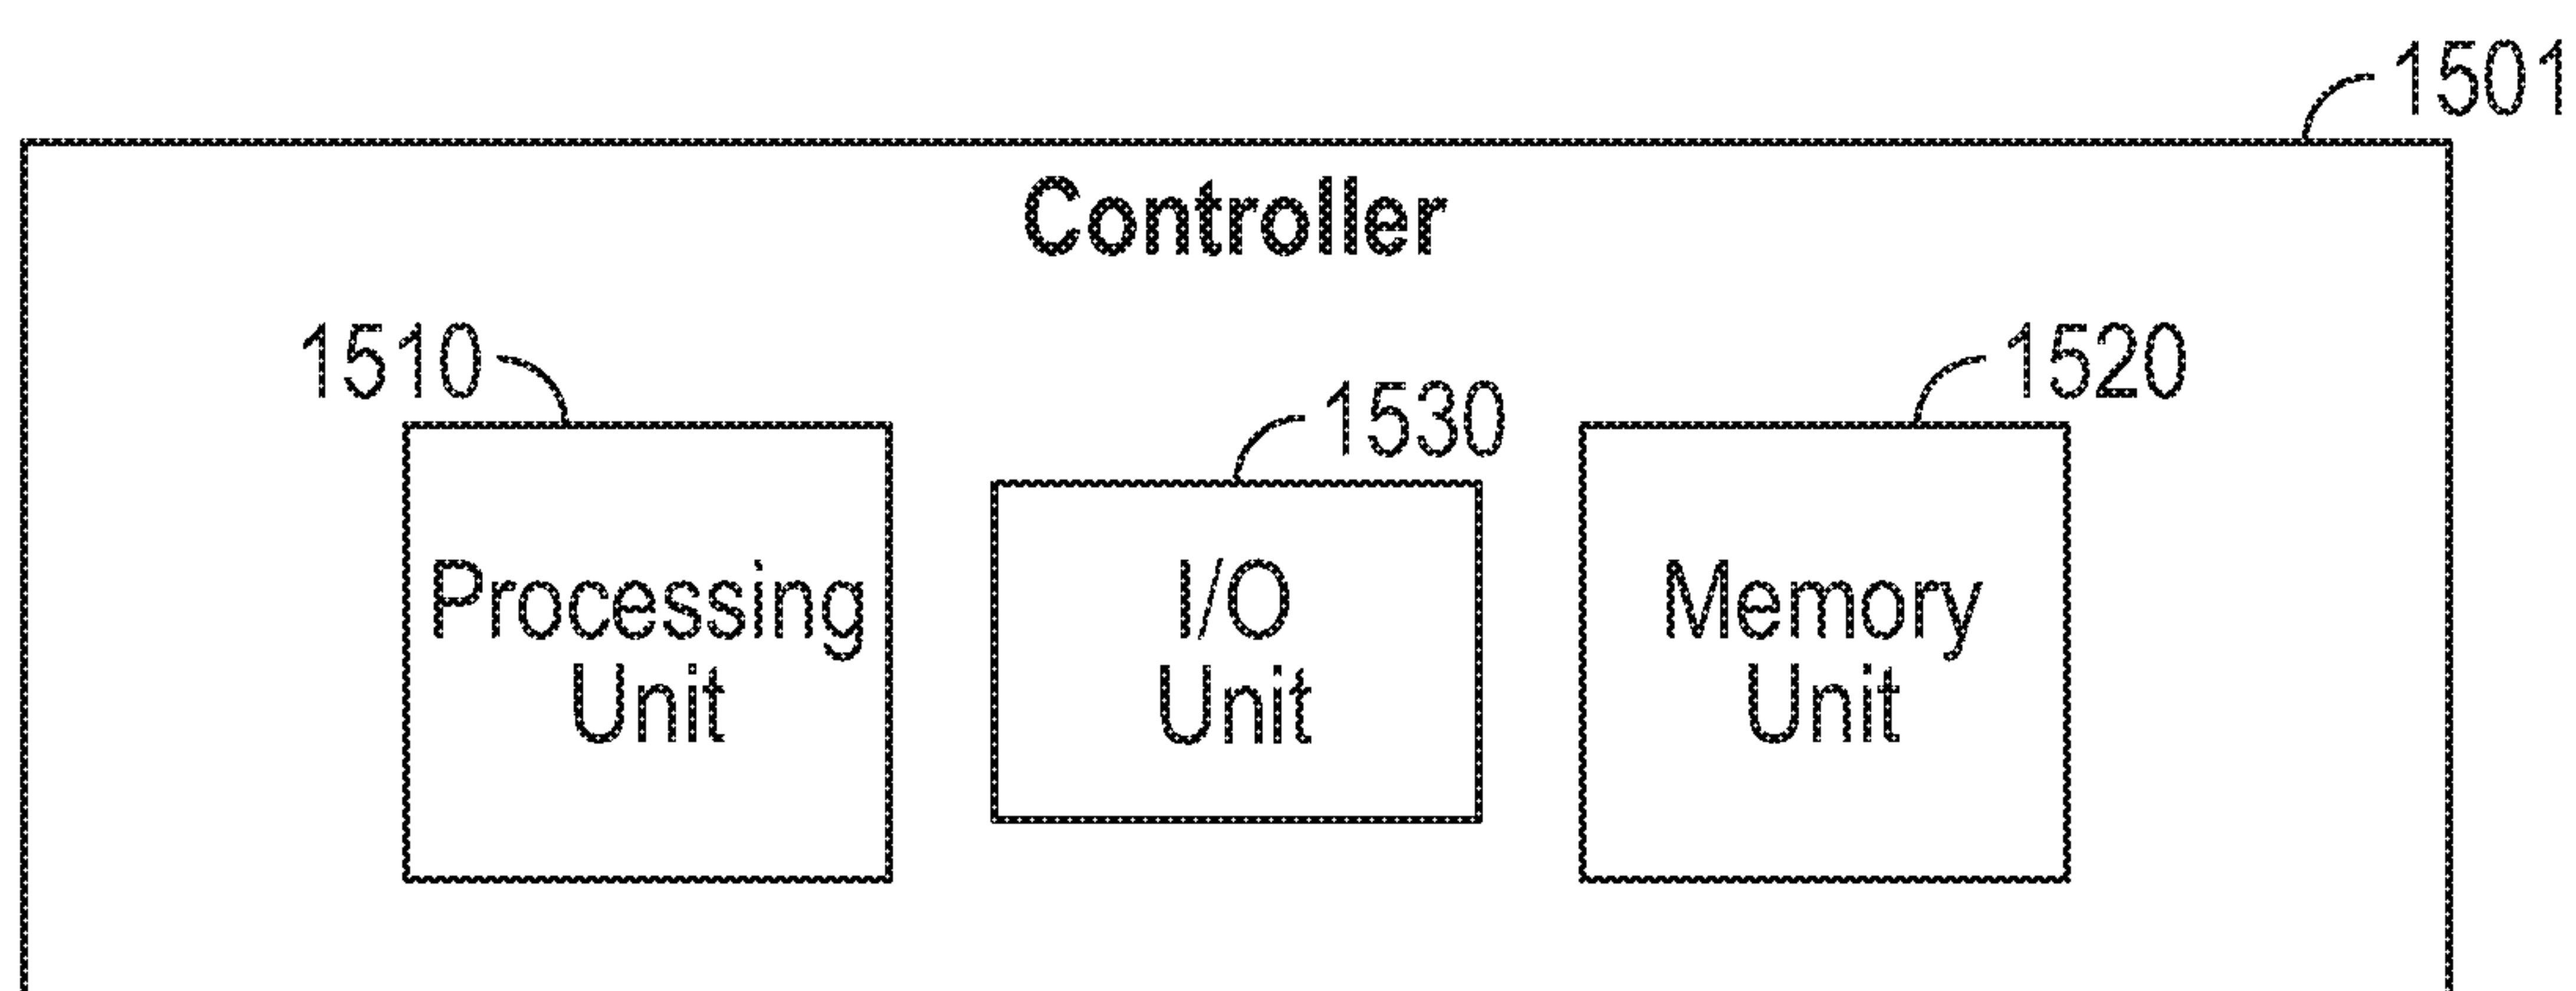 1501
Controller
1510
1530
1520
Processing
Unit
I/O
Unit
Memory
Unit